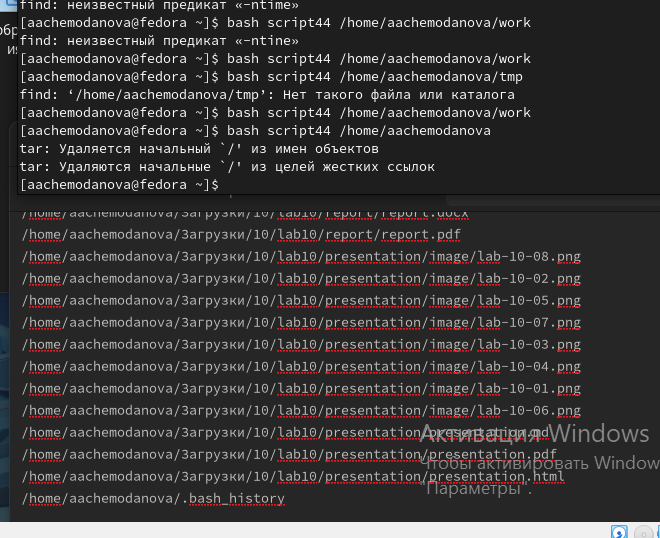 find: неизвестный предикат «-ntime»
[aachemodanova@fedora ~]$ bash script44 /home/aachemodanova/work
find: неизвестный предикат «-ntine»
[aachemodanova@fedora ~]$ bash script44 /home/aachemodanova/work
[aachemodanova@fedora ~]$ bash script44 /home/aachemodanova/tmp
find: ‘/home/aachemodanova/tmp’: Нет такого файла или каталога
[aachemodanova@fedora ~]$ bash script44 /home/aachemodanova/work
[aachemodanova@fedora ~]$ bash script44 /home/aachemodanova
tar: Удаляется начальный `/' из имен объектов
tar: Удаляются начальные `/' из целей жестких ссылок
[aachemodanova@fedora ~]$
/home/aachemodanova/Загрузки/10/lab10/report/report.docx
/home/aachemodanova/Загрузки/10/lab10/report/report.pdf
/home/aachemodanova/Загрузки/10/lab10/presentation/image/lab-10-08.png
/home/aachemodanova/Загрузки/10/lab10/presentation/image/lab-10-02.png
/home/aachemodanova/Загрузки/10/lab10/presentation/image/lab-10-05.png
/home/aachemodanova/Загрузки/10/lab10/presentation/image/lab-10-07.png
/home/aachemodanova/Загрузки/10/lab10/presentation/image/lab-10-03.png
/home/aachemodanova/Загрузки/10/lab10/presentation/image/lab-10-04.png
/home/aachemodanova/Загрузки/10/lab10/presentation/image/lab-10-01.png
/home/aachemodanova/Загрузки/10/lab10/presentation/image/lab-10-06.png
/home/aachemodanova/Загрузки/10/lab10/presentation/presentation.md
/home/aachemodanova/Загрузки/10/lab10/presentation/presentation.pdf
/home/aachemodanova/Загрузки/10/lab10/presentation/presentation.html
/home/aachemodanova/.bash_history
Активация Windows
Чтобы активировать Window
"Параметры".